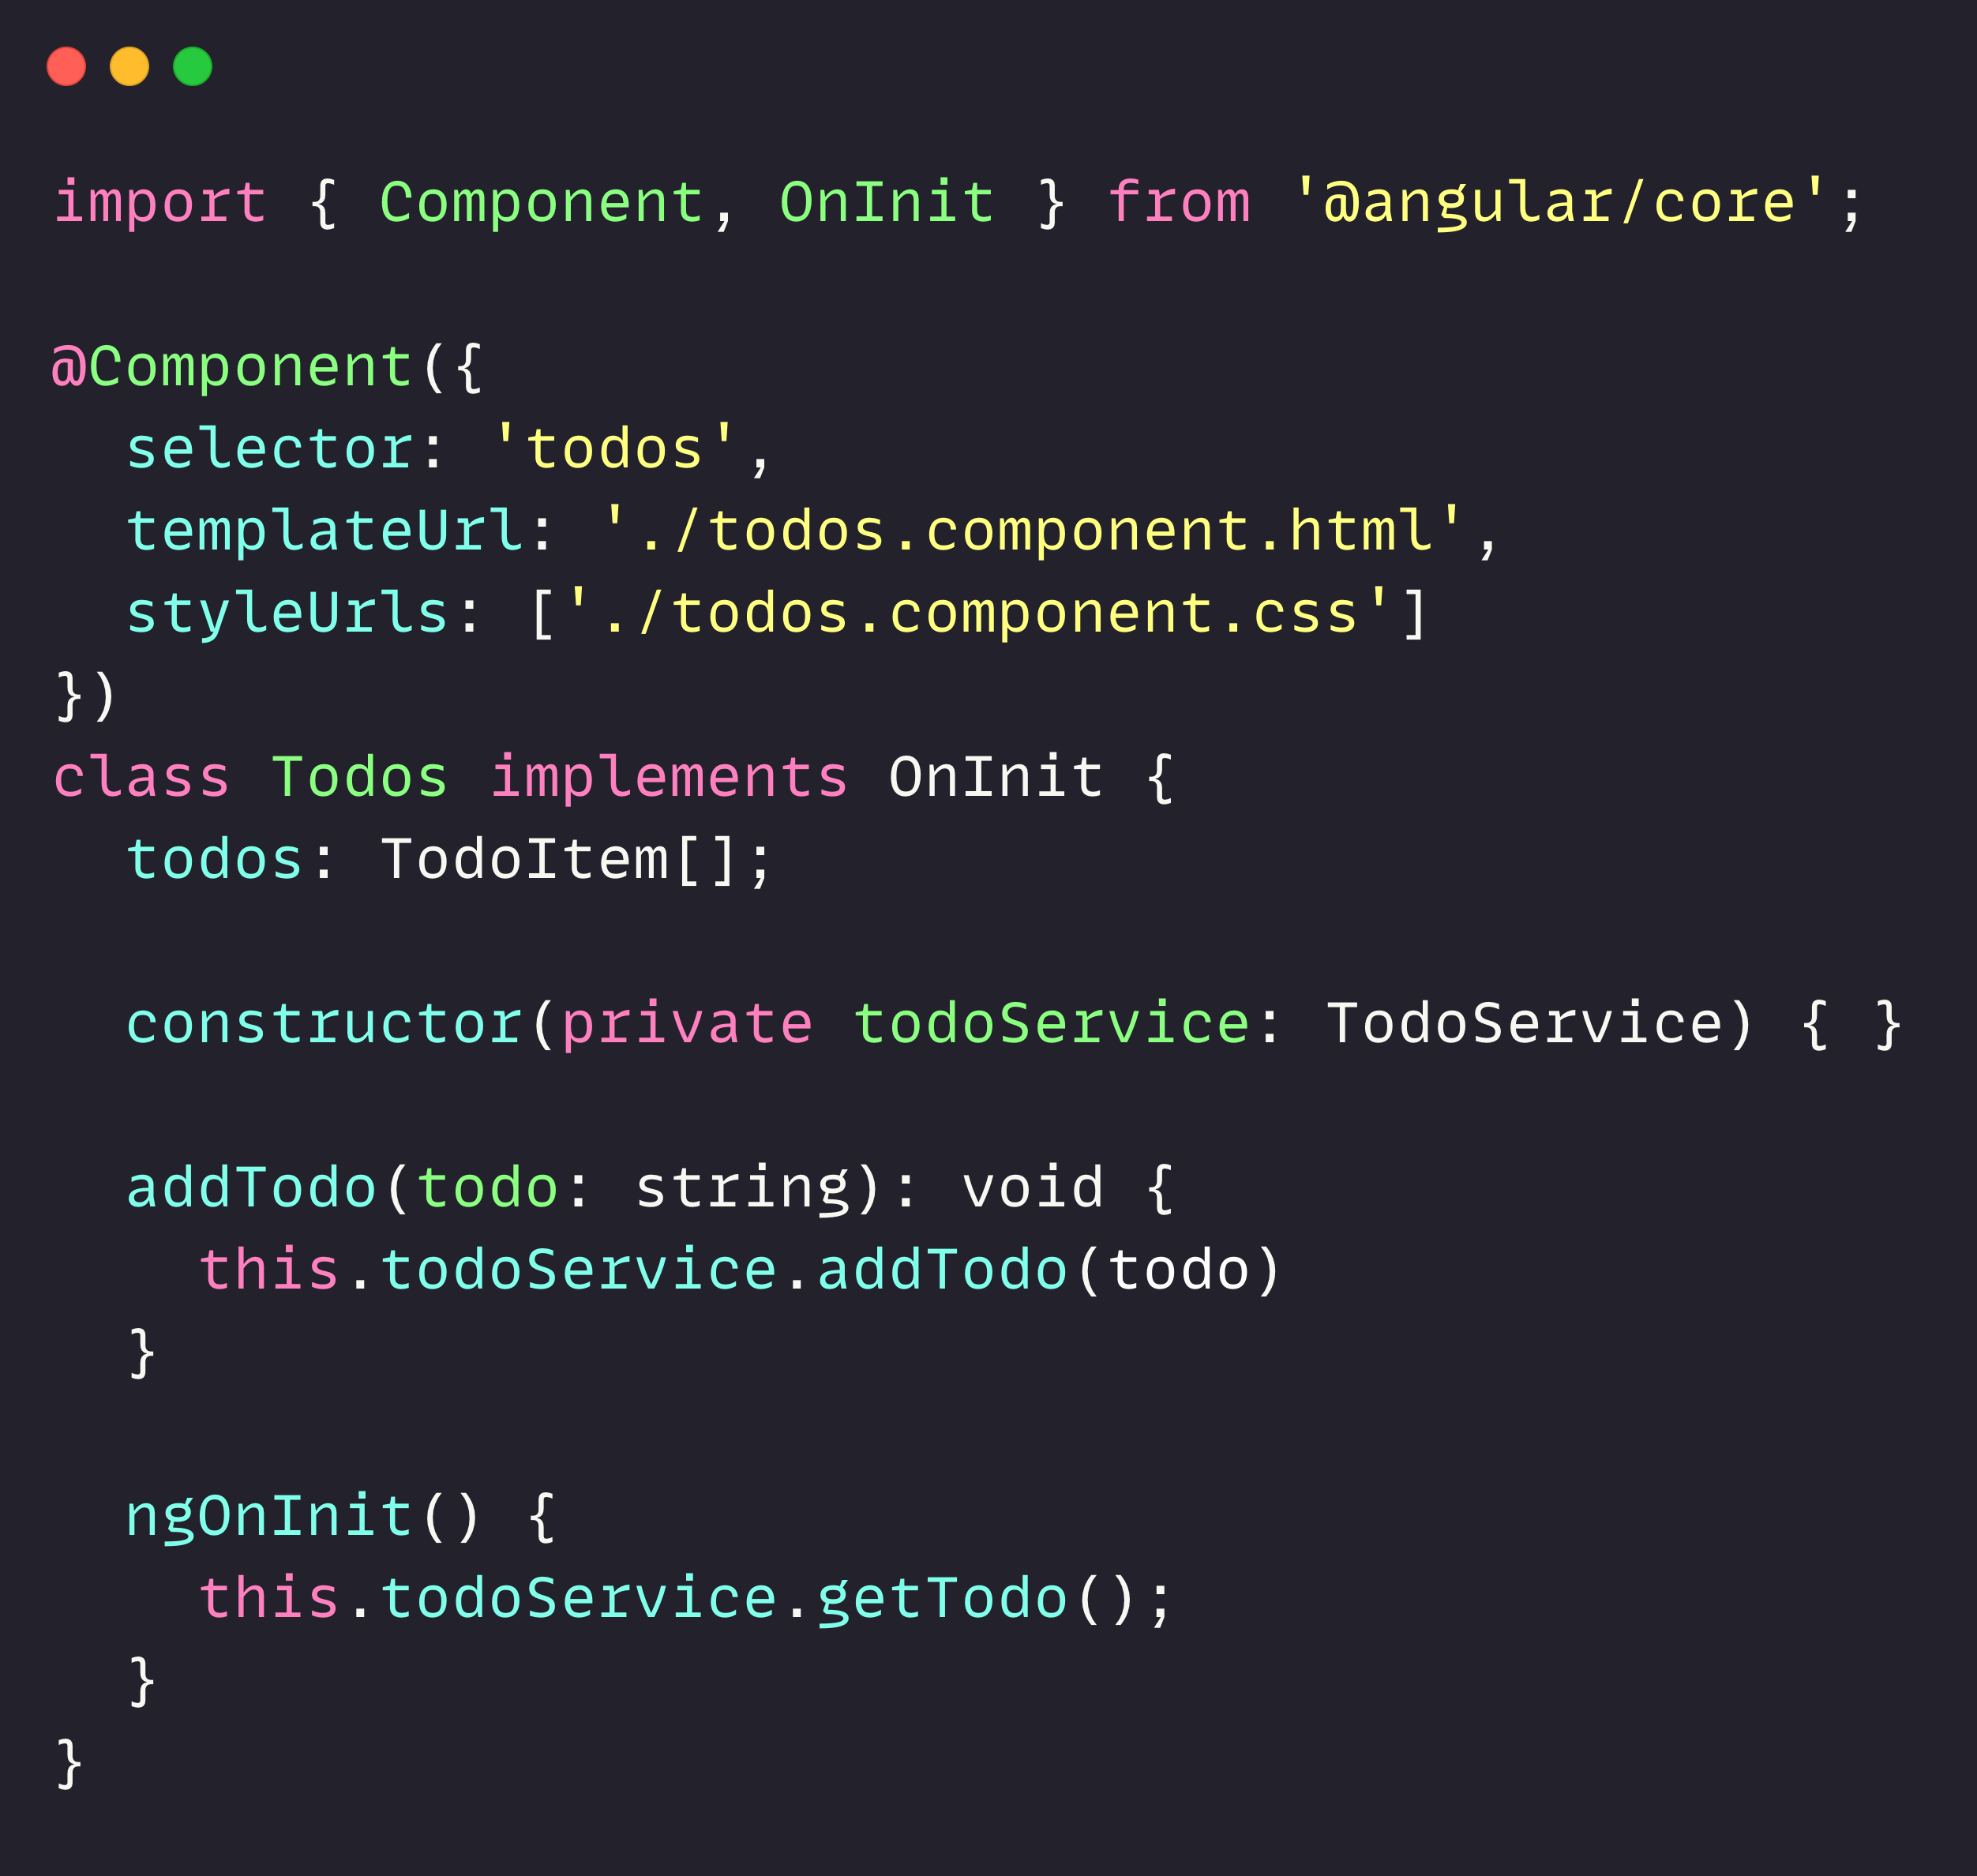 import { Component, OnInit } from '@angular/core';

@Component({
  selector: 'todos',
  templateUrl: './todos.component.html',
  styleUrls: ['./todos.component.css']
})
class Todos implements OnInit {
  todos: TodoItem[];

  constructor(private todoService: TodoService) { }

  addTodo(todo: string): void {
    this.todoService.addTodo(todo)
  }

  ngOnInit() {
    this.todoService.getTodo();
  }
}